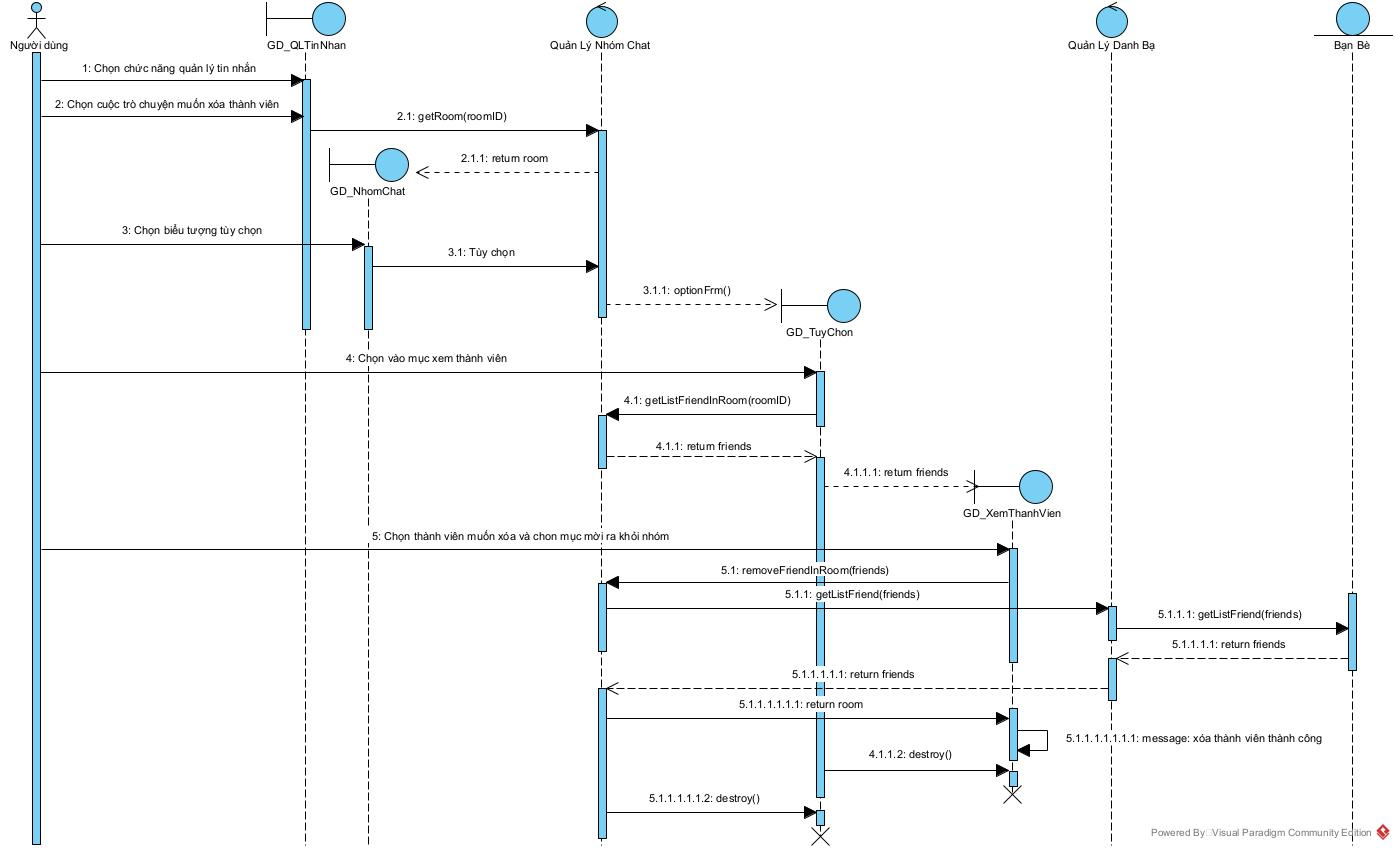 Người dùng
GD_QLTinNhan
Quản Lý Nhóm Chat
Quản Lý Danh Bạ
Bạn Bè
1: Chọn chức năng quản lý tin nhắn
2: Chọn cuộc trò chuyện muốn xóa thành viên
2.1: getRoom(roomID)
2.1.1: return room
GD_NhomChat
3: Chọn biểu tượng tùy chọn
3.1: Tùy chọn
3.1.1: optionFrm()
GD_TuyChon
4: Chọn vào mục xem thành viên
4.1: getListFriendInRoom(roomID)
4.1.1: return friends
4.1.1.1: return friends
GD_XemThanhVien
5: Chọn thành viên muốn xóa và chon mục mời ra khỏi nhóm
5.1: removeFriendInRoom(friends)
5.1.1: getListFriend(friends)
5.1.1.1: getListFriend(friends)
5.1.1.1.1: return friends
5.1.1.1.1.1: return friends
5.1.1.1.1.1.1: return room
5.1.1.1.1.1.1.1: message: xóa thành viên thành công
4.1.1.2: destroy()
5.1.1.1.1.1.2: destroy()
Powered By Visual Paradigm Community Edition